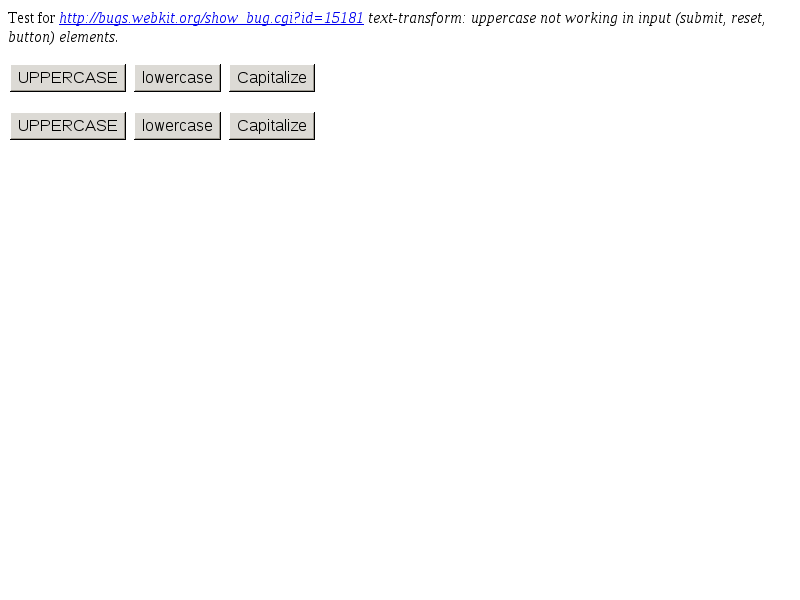 Test for http://bugs.webkit.org/show_bug.cgi?id=15181 text-transform: uppercase not working in input (submit, reset,
button) elements.
UPPERCASE lowercase Capitalize
UPPERCASE lowercase Capitalize